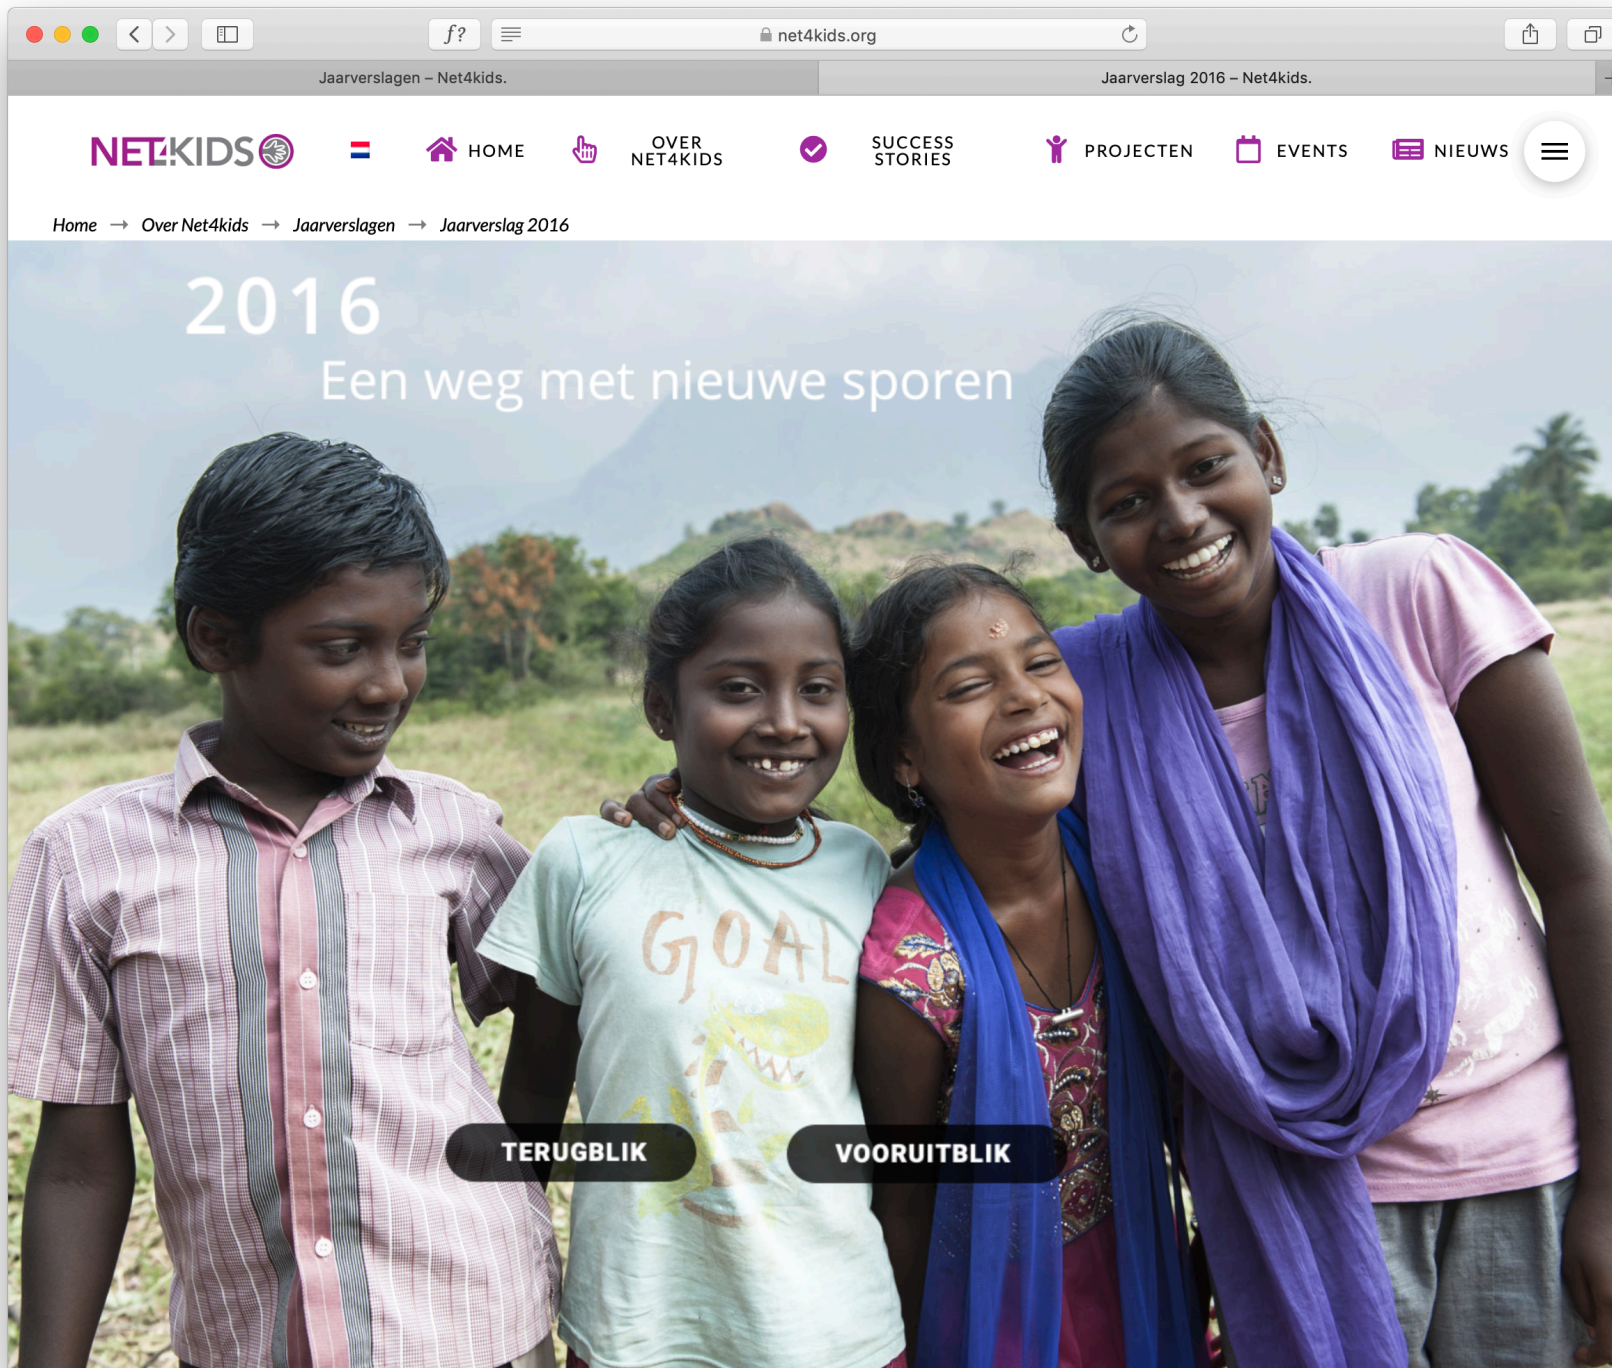 f?
net4kids.org
Jaarverslagen – Net4kids.
Jaarverslag 2016 – Net4kids.
NET4KIDS
HOME
OVER
NET4KIDS
SUCCESS
STORIES
PROJECTEN
EVENTS
NIEUWS
Home → Over Net4kids → Jaarverslagen → Jaarverslag 2016
2016
Een weg met nieuwe sporen
GOAL
TERUGBLIK
VOORUITBLIK